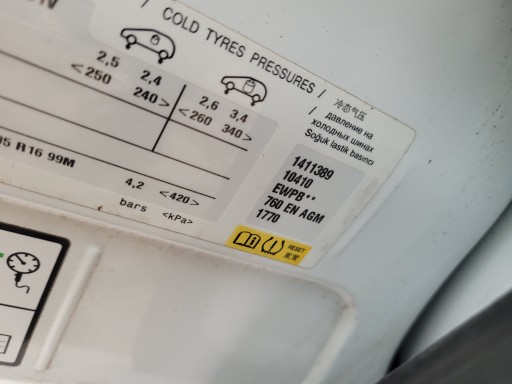 / COLD TYRES PRESSURES / 冷态气压
/ давление на
холодных шинах
Soğuk lastik basıncı
2,5 2,4 2,6 3,4
<250 240> <260 340>
R16 99M
4,2 <420>
bars <kPa>
1411389
10410
EWPB**
760 EN AGM
1770
RESET